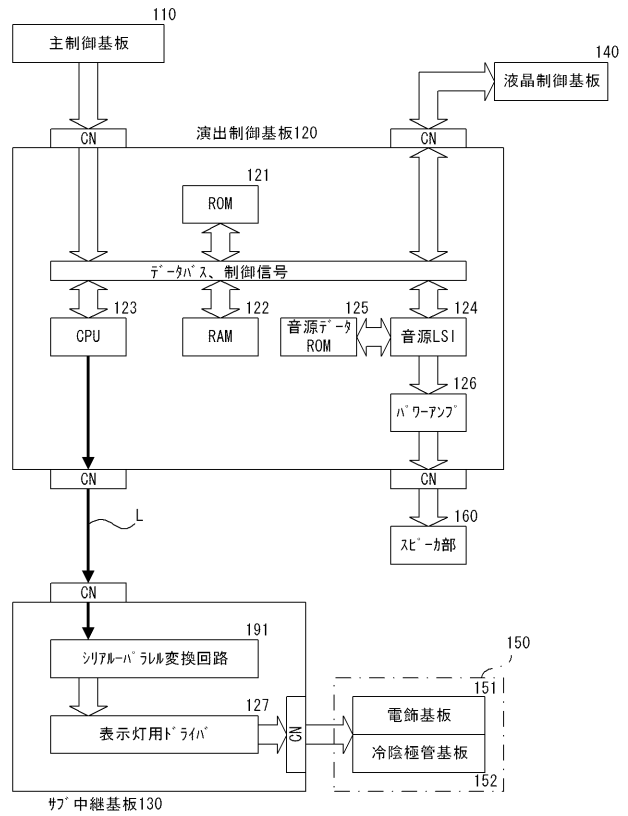 110
主制御基板
140
液晶制御基板
CN
演出制御基板120
CN
121
ROM
ﾃﾞｰﾀﾊﾞｽ、制御信号
123
CPU
122
RAM
125
音源ﾃﾞｰﾀ
ROM
124
音源LSI
126
ﾊﾟﾜｰｱﾝﾌﾟ
CN
CN
L
160
ｽﾋﾟｰｶ部
CN
191
ｼﾘｱﾙｰﾊﾟﾗﾚﾙ変換回路
127
表示灯用ﾄﾞﾗｲﾊﾞ
CN
150
151
電飾基板
冷陰極管基板
152
ｻﾌﾞ中継基板130